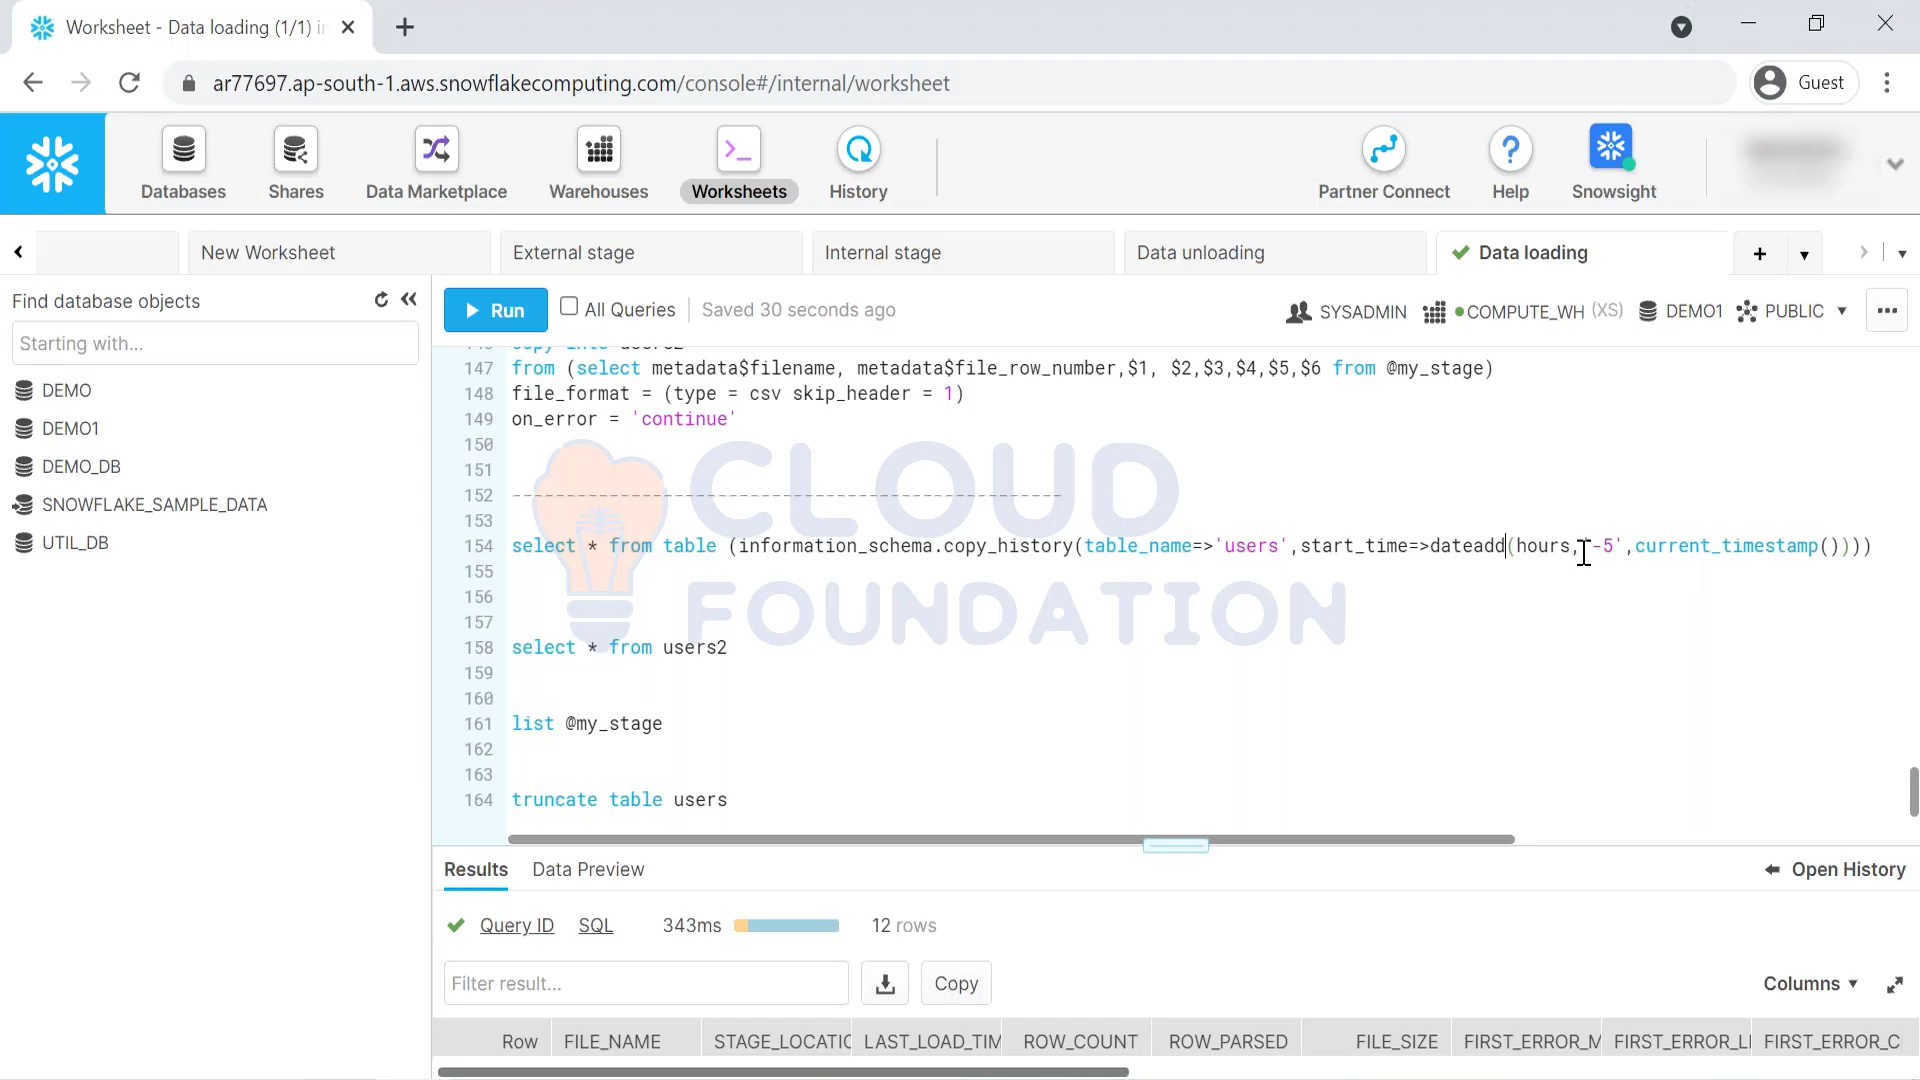 Worksheet - Data loading (1/1) i
ar77697.ap-south-1.aws.snowflakecomputing.com/console#/internal/worksheet
Guest
Databases
Shares
Data Marketplace
Warehouses
Worksheets
History
Partner Connect
Help
Snowsight
New Worksheet
External stage
Internal stage
Data unloading
Data loading
Find database objects
Starting with...
DEMO
DEMO1
DEMO_DB
SNOWFLAKE_SAMPLE_DATA
UTIL_DB
Run
All Queries
Saved 30 seconds ago
SYSADMIN
COMPUTE_WH (XS)
DEMO1
PUBLIC
copy into users2
147 from (select metadata$filename, metadata$file_row_number,$1, $2,$3,$4,$5,$6 from @my_stage)
148 file_format = (type = csv skip_header = 1)
149 on_error = 'continue'
150
151
152 ---------------------------------------------------
153
154 select * from table (information_schema.copy_history(table_name=>'users',start_time=>dateadd(hours,'-5',current_timestamp())))
155
156
157
158 select * from users2
159
160
161 list @my_stage
162
163
164 truncate table users
CLOUD
FOUNDATION
Results
Data Preview
Open History
Query ID
SQL
343ms
12 rows
Filter result...
Copy
Columns
Row
FILE_NAME
STAGE_LOCATIO
LAST_LOAD_TIM
ROW_COUNT
ROW_PARSED
FILE_SIZE
FIRST_ERROR_M
FIRST_ERROR_LI
FIRST_ERROR_C